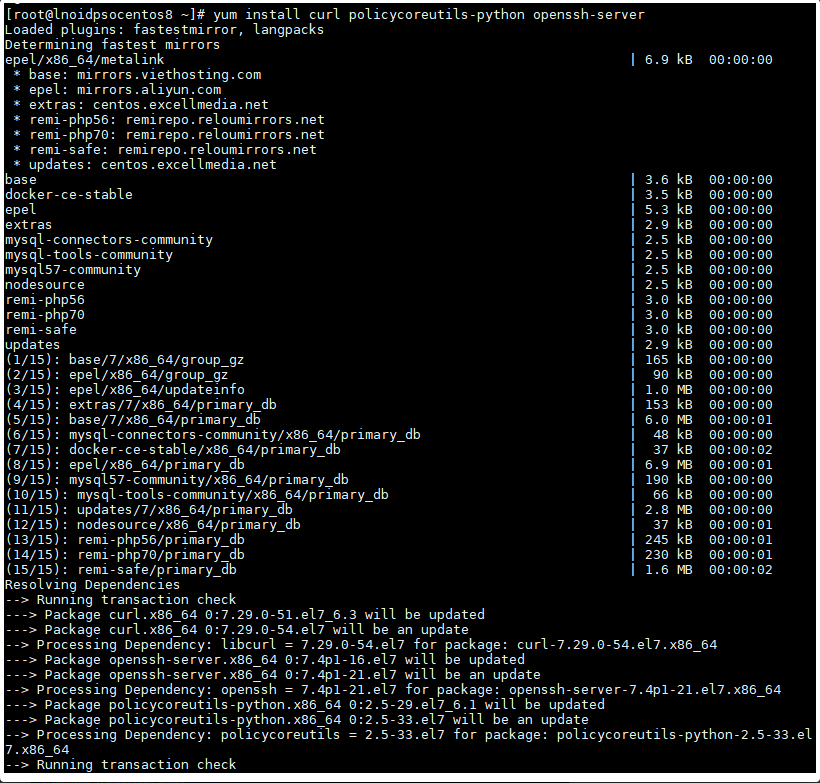 [root@lnoidpsocentos8 ~]# yum install curl policycoreutils-python openssh-server
Loaded plugins: fastestmirror, langpacks
Determining fastest mirrors
epel/x86_64/metalink | 6.9 kB 00:00:00
* base: mirrors.viethosting.com
* epel: mirrors.aliyun.com
* extras: centos.excellmedia.net
* remi-php56: remirepo.reloumirrors.net
* remi-php70: remirepo.reloumirrors.net
* remi-safe: remirepo.reloumirrors.net
* updates: centos.excellmedia.net
base | 3.6 kB 00:00:00
docker-ce-stable | 3.5 kB 00:00:00
epel | 5.3 kB 00:00:00
extras | 2.9 kB 00:00:00
mysql-connectors-community | 2.5 kB 00:00:00
mysql-tools-community | 2.5 kB 00:00:00
mysql57-community | 2.5 kB 00:00:00
nodesource | 2.5 kB 00:00:00
remi-php56 | 3.0 kB 00:00:00
remi-php70 | 3.0 kB 00:00:00
remi-safe | 3.0 kB 00:00:00
updates | 2.9 kB 00:00:00
(1/15): base/7/x86_64/group_gz | 165 kB 00:00:00
(2/15): epel/x86_64/group_gz | 90 kB 00:00:00
(3/15): epel/x86_64/updateinfo | 1.0 MB 00:00:00
(4/15): extras/7/x86_64/primary_db | 153 kB 00:00:00
(5/15): base/7/x86_64/primary_db | 6.0 MB 00:00:01
(6/15): mysql-connectors-community/x86_64/primary_db | 48 kB 00:00:00
(7/15): docker-ce-stable/x86_64/primary_db | 37 kB 00:00:02
(8/15): epel/x86_64/primary_db | 6.9 MB 00:00:01
(9/15): mysql57-community/x86_64/primary_db | 190 kB 00:00:00
(10/15): mysql-tools-community/x86_64/primary_db | 66 kB 00:00:00
(11/15): updates/7/x86_64/primary_db | 2.8 MB 00:00:00
(12/15): nodesource/x86_64/primary_db | 37 kB 00:00:01
(13/15): remi-php56/primary_db | 245 kB 00:00:01
(14/15): remi-php70/primary_db | 230 kB 00:00:01
(15/15): remi-safe/primary_db | 1.6 MB 00:00:02
Resolving Dependencies
--> Running transaction check
---> Package curl.x86_64 0:7.29.0-51.el7_6.3 will be updated
---> Package curl.x86_64 0:7.29.0-54.el7 will be an update
--> Processing Dependency: libcurl = 7.29.0-54.el7 for package: curl-7.29.0-54.el7.x86_64
---> Package openssh-server.x86_64 0:7.4p1-16.el7 will be updated
---> Package openssh-server.x86_64 0:7.4p1-21.el7 will be an update
--> Processing Dependency: openssh = 7.4p1-21.el7 for package: openssh-server-7.4p1-21.el7.x86_64
---> Package policycoreutils-python.x86_64 0:2.5-29.el7_6.1 will be updated
---> Package policycoreutils-python.x86_64 0:2.5-33.el7 will be an update
--> Processing Dependency: policycoreutils = 2.5-33.el7 for package: policycoreutils-python-2.5-33.el
7.x86_64
--> Running transaction check